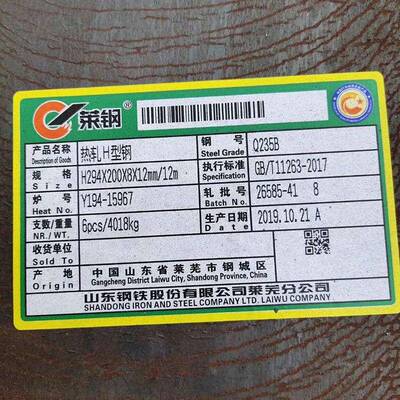 莱钢®
产品名称 热轧H型钢 钢 号 Q235B
Description of Goods Steel Grade
规 格 H294X200X8X12mm/12m 执行标准 GB/T11263-2017
Size Specification
炉 号 Y194-15967 轧批号 26585-41 8
Heat No. Batch No.
支数/重量 6pcs/4018kg 生产日期 2019.10.21 A
NR./WT. Date
收货单位
Sold To
产 地 中国山东省莱芜市钢城区
Origin Gangcheng District Laiwu City, Shandong Province, China
山东钢铁股份有限公司莱芜分公司
SHANDONG IRON AND STEEL COMPANY LTD. LAIWU COMPANY